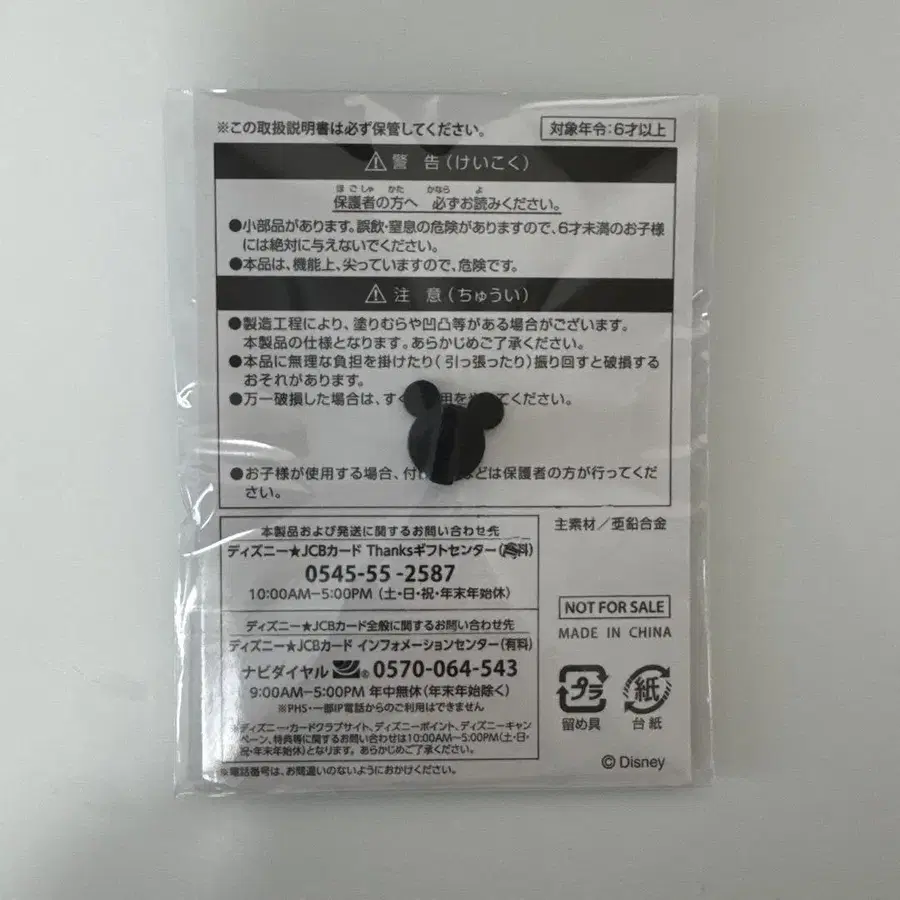 ※この取扱説明書は必ず保管してください。
対象年令:6才以上
警 告(けいこく)
ほごしゃ かた かなら よ
保護者の方へ 必ずお読みください。
●小部品があります。誤飲・窒息の危険がありますので、6才未満のお子様
には絶対に与えないでください。
●本品は、機能上、尖っていますので、危険です。
注 意(ちゅうい)
●製造工程により、塗りむらや凹凸等がある場合がございます。
本製品の仕様となります。あらかじめご了承ください。
●本品に無理な負担を掛けたり(引っ張ったり)振り回すと破損する
おそれがあります。
●万一破損した場合は、すぐ 用を てください。
●お子様が使用する場合、付 などは保護者の方が行ってくだ
さい。
本製品および発送に関するお問い合わせ先
ディズニー★JCBカード Thanksギフトセンター(有料)
0545-55-2587
10:00AM–5:00PM (土・日・祝・年末年始休)
ディズニー★JCBカード全般に関するお問い合わせ先
ディズニー★JCBカード インフォメーションセンター(有料)
ナビダイヤル ® 0570-064-543
9:00AM–5:00PM 年中無休(年末年始除く)
※PHS・一部IP電話からのご利用はできません
※ディズニー・カードクラブサイト、ディズニーポイント、ディズニーキャン
ペーン、特典等に関するお問い合わせは10:00AM~5:00PM(土・日・
祝・年末年始休)となります。あらかじめご了承ください。
※電話番号は、お間違いのないようにおかけください。
主素材/亜鉛合金
NOT FOR SALE
MADE IN CHINA
プラ
留め具
紙
台紙
© Disney